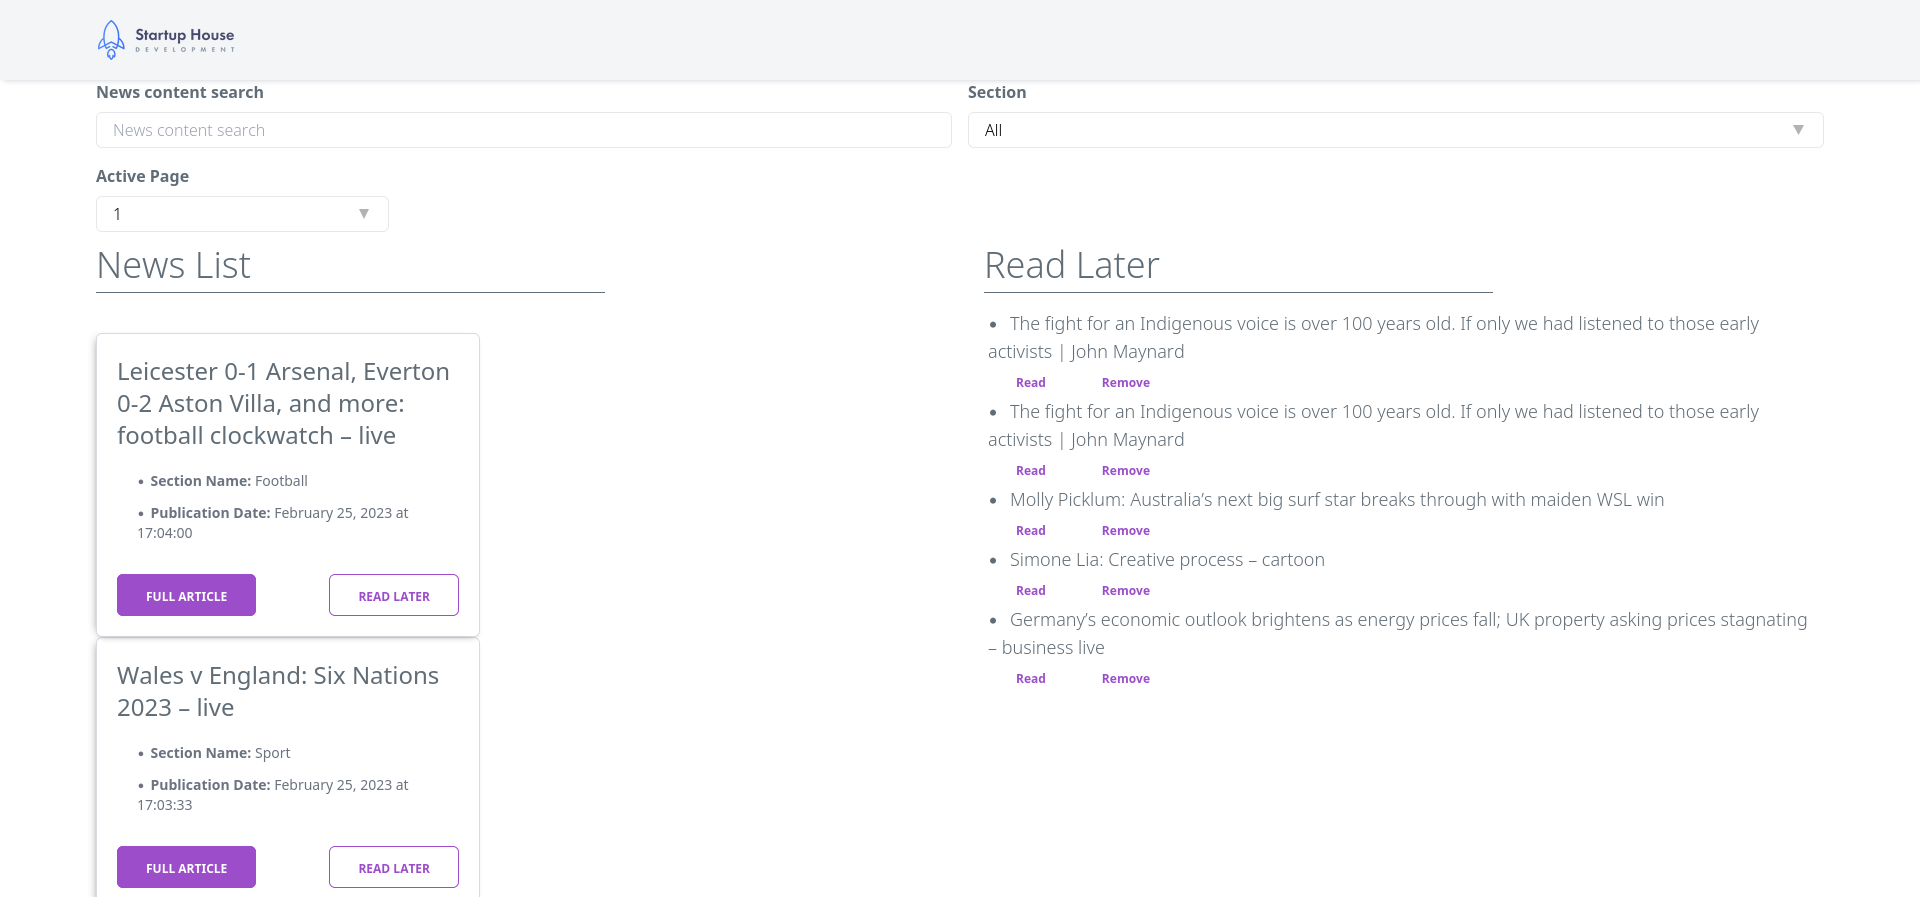 Startup House
DEVELOPMENT
News content search
News content search
Section
All
Active Page
1
News List
Leicester 0-1 Arsenal, Everton
0-2 Aston Villa, and more:
football clockwatch – live
• Section Name: Football
• Publication Date: February 25, 2023 at
17:04:00
FULL ARTICLE
READ LATER
Wales v England: Six Nations
2023 – live
• Section Name: Sport
• Publication Date: February 25, 2023 at
17:03:33
FULL ARTICLE
READ LATER
Read Later
• The fight for an Indigenous voice is over 100 years old. If only we had listened to those early
activists | John Maynard
Read Remove
• The fight for an Indigenous voice is over 100 years old. If only we had listened to those early
activists | John Maynard
Read Remove
• Molly Picklum: Australia’s next big surf star breaks through with maiden WSL win
Read Remove
• Simone Lia: Creative process – cartoon
Read Remove
• Germany’s economic outlook brightens as energy prices fall; UK property asking prices stagnating
– business live
Read Remove